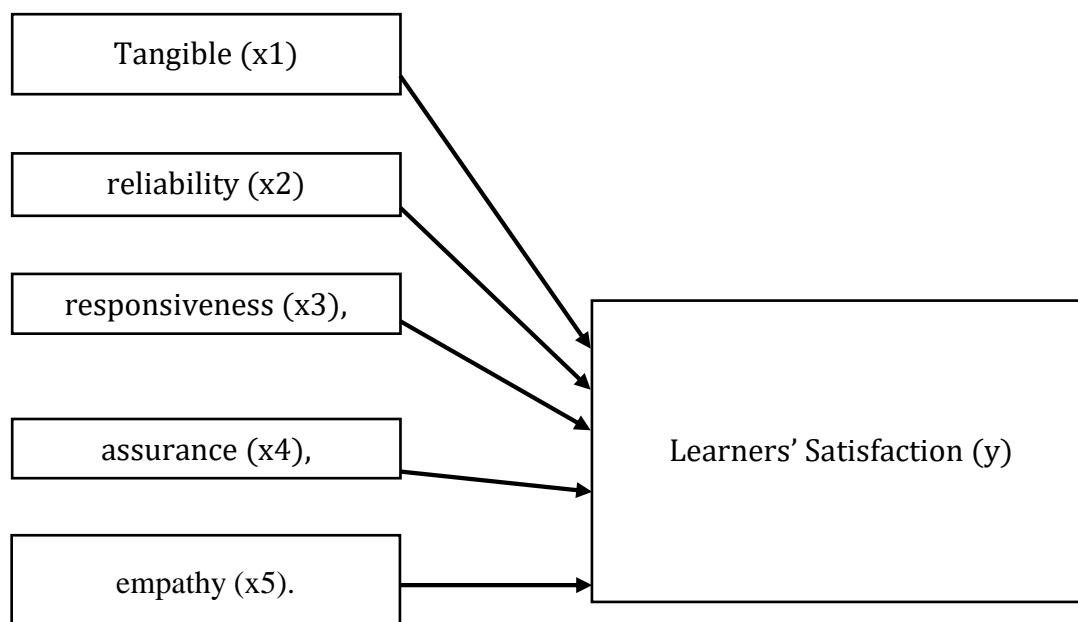 Tangible (x1)
reliability (x2)
responsiveness (x3),
assurance (x4),
Learners’ Satisfaction (y)
empathy (x5).